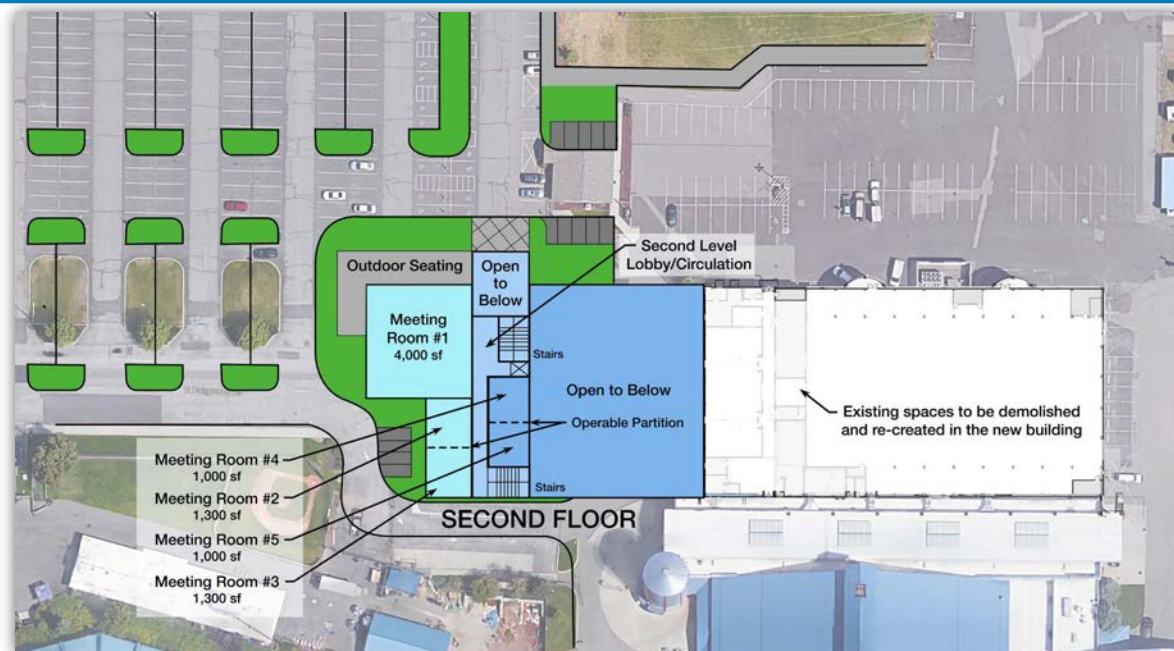 Outdoor Seating
Open
to
Below
Second Level
Lobby/Circulation
Meeting
Room #1
4,000 sf
Stairs
Open to Below
Existing spaces to be demolished
and re-created in the new building
Operable Partition
Meeting Room #4
1,000 sf
Meeting Room #2
1,300 sf
Meeting Room #5
1,000 sf
Meeting Room #3
1,300 sf
Stairs
SECOND FLOOR